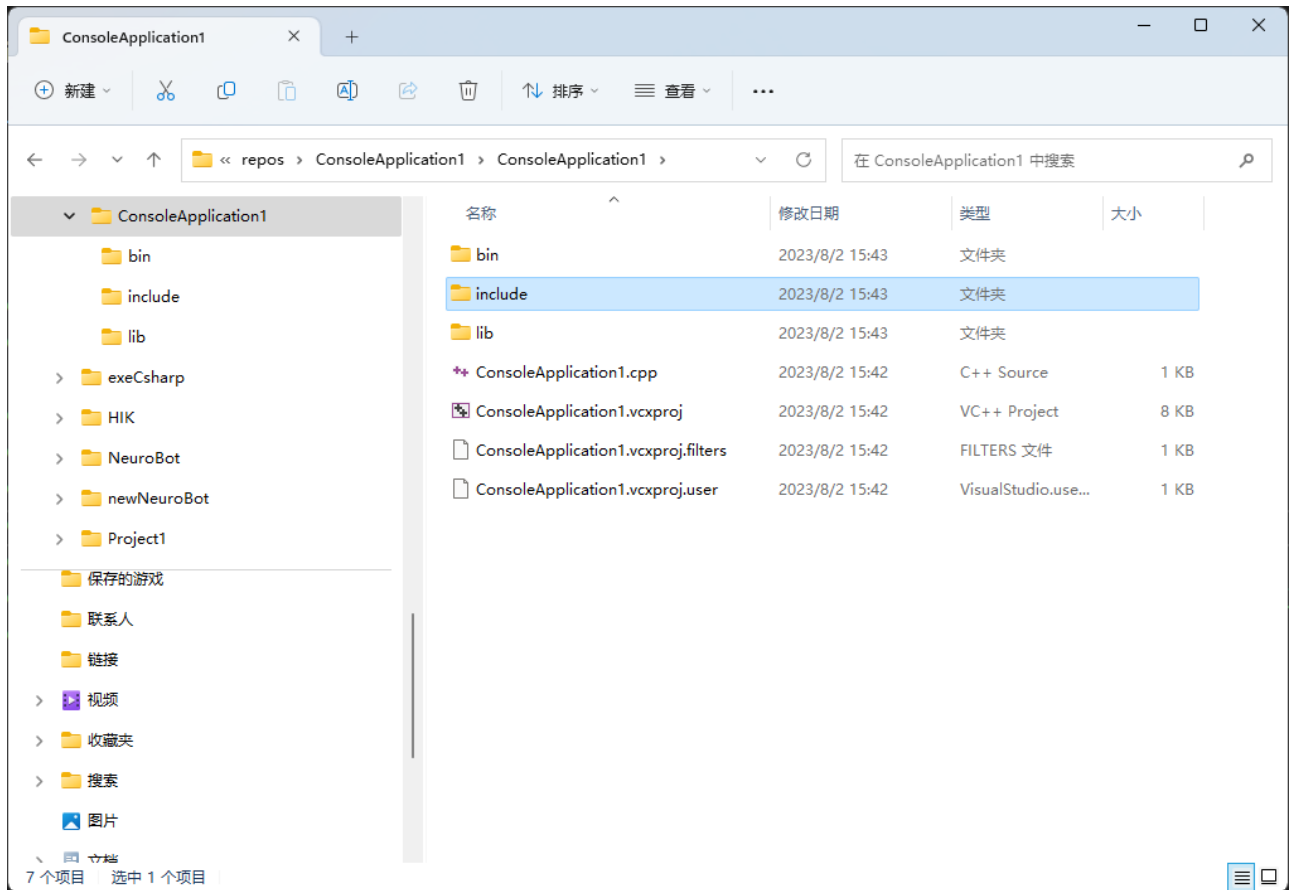 ConsoleApplication1
新建
排序
查看
« repos › ConsoleApplication1 › ConsoleApplication1 ›
在 ConsoleApplication1 中搜索
ConsoleApplication1
bin
include
lib
exeCsharp
HIK
NeuroBot
newNeuroBot
Project1
保存的游戏
联系人
链接
视频
收藏夹
搜索
图片
文档
名称 修改日期 类型 大小
bin 2023/8/2 15:43 文件夹
include 2023/8/2 15:43 文件夹
lib 2023/8/2 15:43 文件夹
ConsoleApplication1.cpp 2023/8/2 15:42 C++ Source 1 KB
ConsoleApplication1.vcxproj 2023/8/2 15:42 VC++ Project 8 KB
ConsoleApplication1.vcxproj.filters 2023/8/2 15:42 FILTERS 文件 1 KB
ConsoleApplication1.vcxproj.user 2023/8/2 15:42 VisualStudio.use... 1 KB
7 个项目 选中 1 个项目